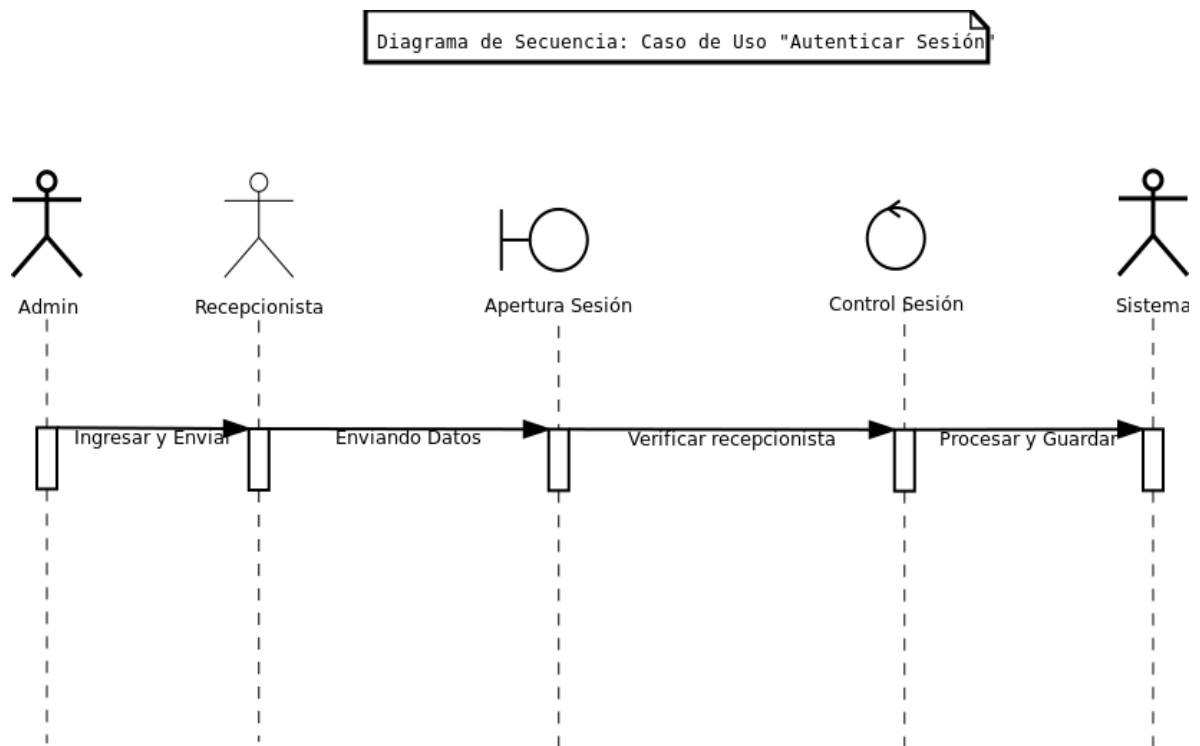 Diagrama de Secuencia: Caso de Uso "Autenticar Sesión"
Admin
Recepcionista
Apertura Sesión
Control Sesión
Sistema
Ingresar y Enviar
Enviando Datos
Verificar recepcionista
Procesar y Guardar